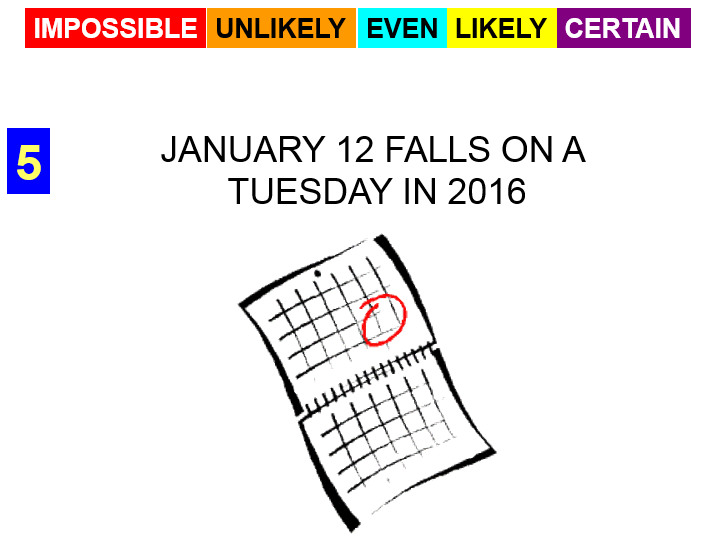 IMPOSSIBLE UNLIKELY EVEN LIKELY CERTAIN
5
JANUARY 12 FALLS ON A
TUESDAY IN 2016